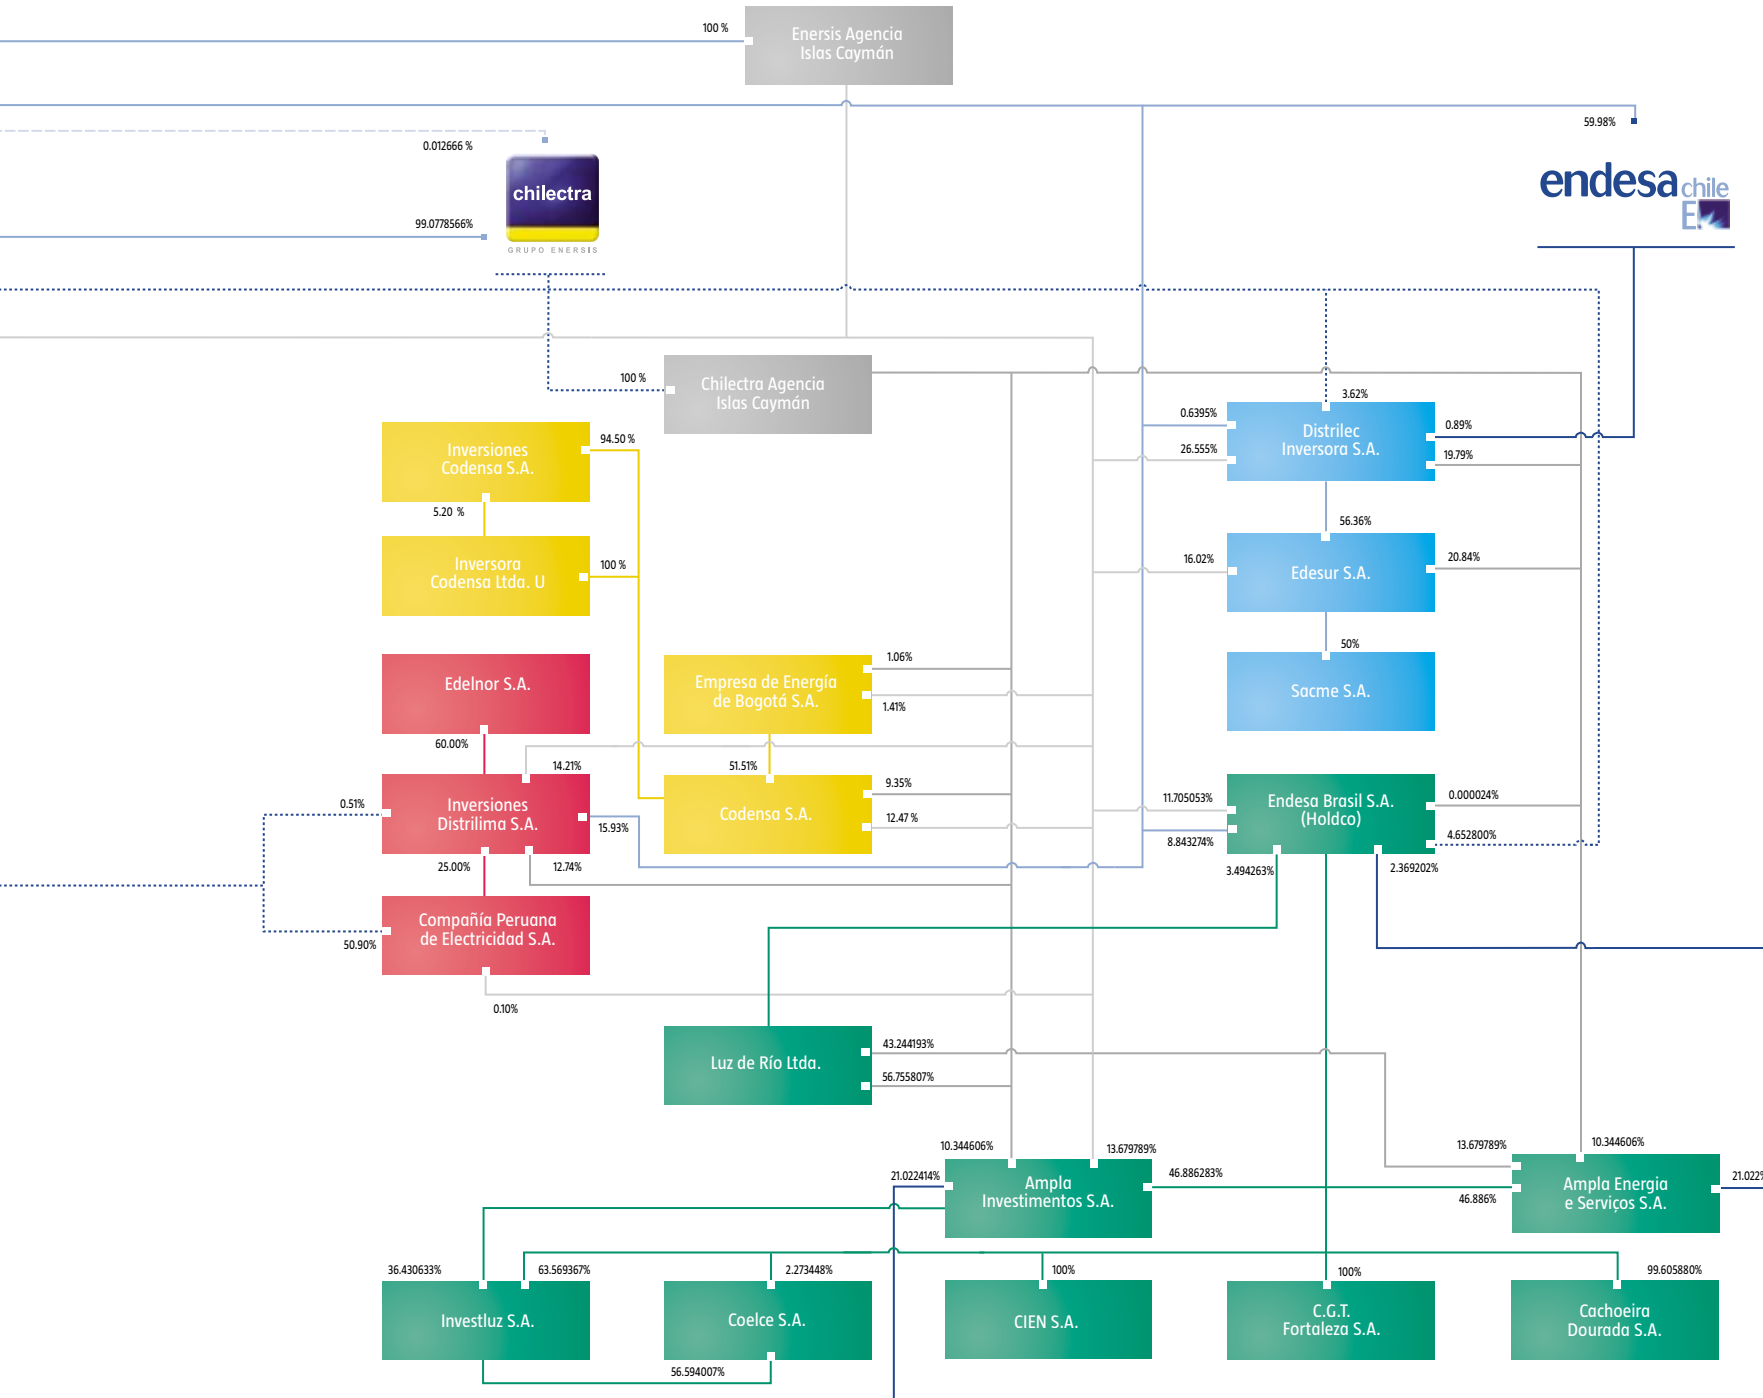 100 %
Enersis Agencia
Islas Caymán
59.98%
0.012666 %
chilectra
GRUPO ENERSIS
99.0778566%
endesa chile
E
100 %
Chilectra Agencia
Islas Caymán
3.62%
0.6395%
26.555%
Distrilec
Inversora S.A.
0.89%
19.79%
Inversiones
Codensa S.A.
94.50 %
5.20 %
Inversora
Codensa Ltda. U
100 %
56.36%
16.02%
Edesur S.A.
20.84%
50%
Sacme S.A.
Edelnor S.A.
60.00%
Empresa de Energía
de Bogotá S.A.
1.06%
1.41%
51.51%
14.21%
0.51%
Inversiones
Distrilima S.A.
15.93%
25.00%
12.74%
Codensa S.A.
9.35%
12.47 %
11.705053%
8.843274%
Endesa Brasil S.A.
(Holdco)
0.000024%
4.652800%
3.494263%
2.369202%
50.90%
Compañía Peruana
de Electricidad S.A.
0.10%
Luz de Río Ltda.
43.244193%
56.755807%
10.344606%
13.679789%
21.022414%
Ampla
Investimentos S.A.
46.886283%
13.679789%
10.344606%
46.886%
Ampla Energia
e Serviços S.A.
21.022%
36.430633%
63.569367%
2.273448%
100%
100%
99.605880%
Investluz S.A.
Coelce S.A.
CIEN S.A.
C.G.T.
Fortaleza S.A.
Cachoeira
Dourada S.A.
56.594007%